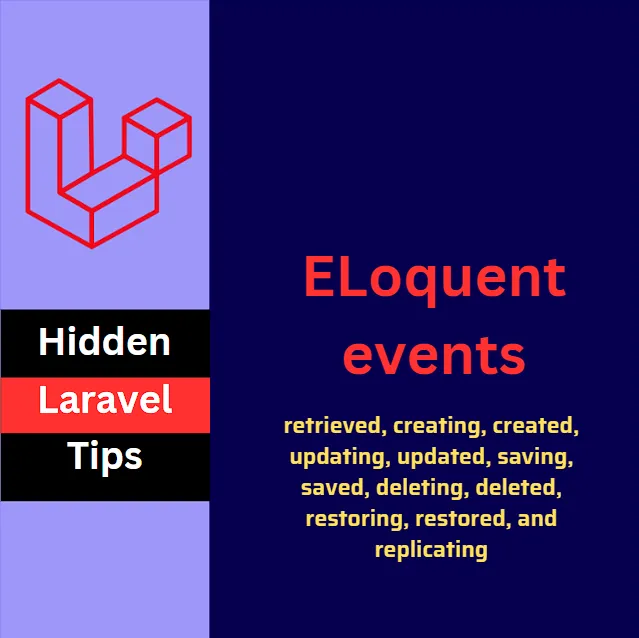 Hidden
Laravel
Tips
ELoquent
events
retrieved, creating, created,
updating, updated, saving,
saved, deleting, deleted,
restoring, restored, and
replicating